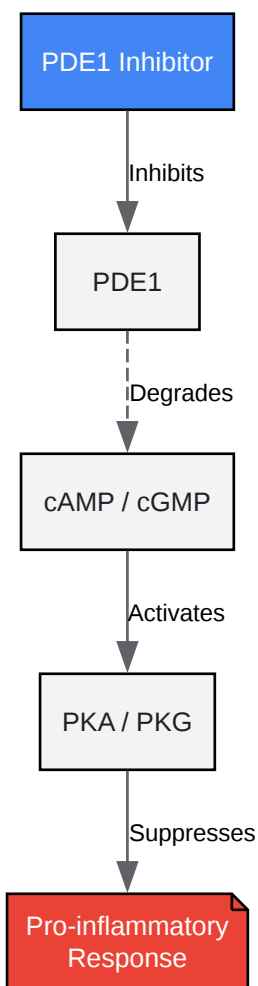 PDE1 Inhibitor
Inhibits
PDE1
Degrades
cAMP / cGMP
Activates
PKA / PKG
Suppresses
Pro-inflammatory
Response